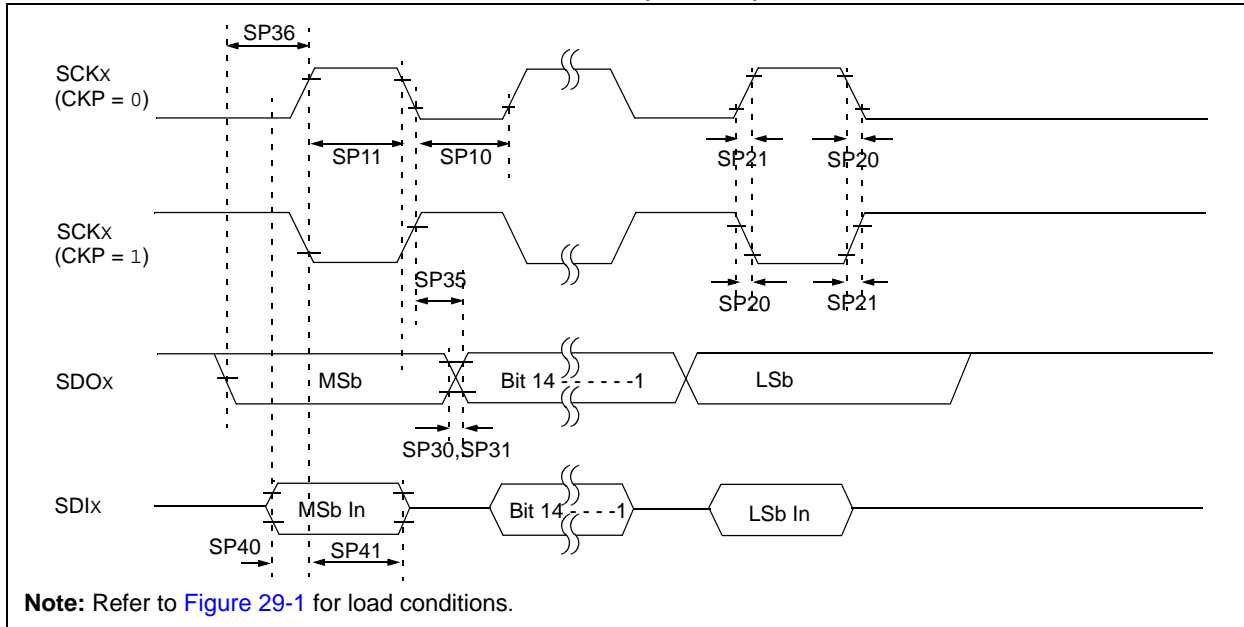 SP36
SCKx
(CKP = 0)
SP11
SP10
SP21
SP20
SCKx
(CKP = 1)
SP35
SP20
SP21
SDOx
MSb
Bit 14 - - - - - -1
LSb
SP30,SP31
SDIx
MSb In
Bit 14 - - - -1
LSb In
SP40
SP41
Note: Refer to Figure 29-1 for load conditions.